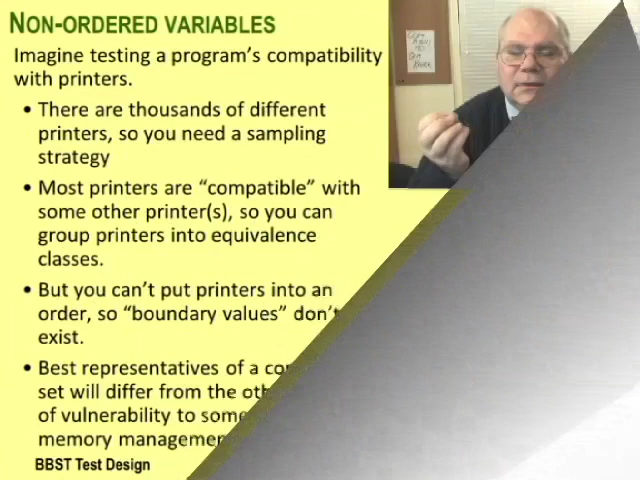 NON-ORDERED VARIABLES
Imagine testing a program's compatibility
with printers.
• There are thousands of different
printers, so you need a sampling
strategy
• Most printers are "compatible" with
some other printer(s), so you can
group printers into equivalence
classes.
• But you can't put printers into an
order, so "boundary values" don't
exist.
• Best representatives of a
set will differ from the
of vulnerability to some
memory
BBST Test Design